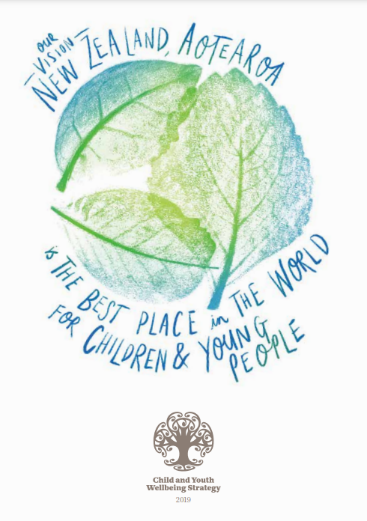 OUR
VISION
NEW ZEALAND, AOTEAROA
is THE BEST PLACE in THE WORLD
FOR CHILDREN & YOUNG
PEOPLE
Child and Youth
Wellbeing Strategy
2019